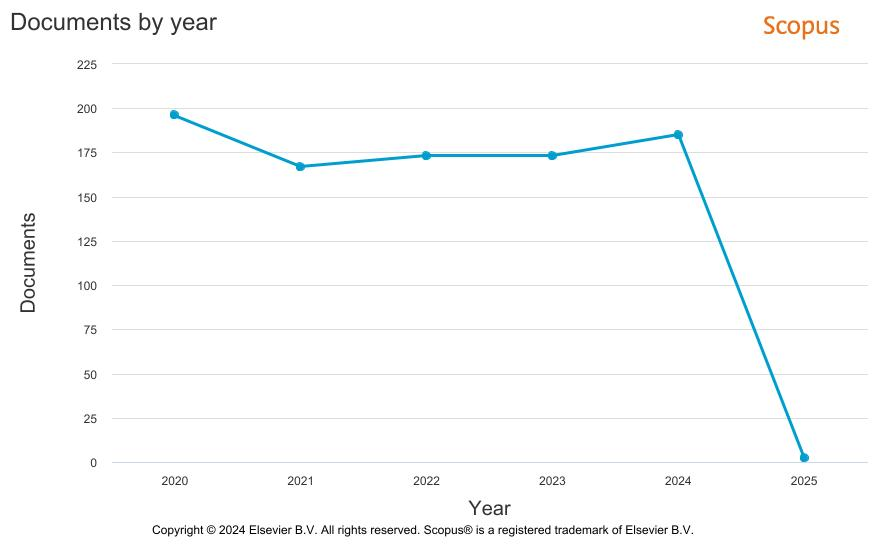 Documents by year
Scopus
225
200
175
150
125
100
75
50
25
0
Documents
2020 2021 2022 2023 2024 2025
Year
Copyright © 2024 Elsevier B.V. All rights reserved. Scopus® is a registered trademark of Elsevier B.V.